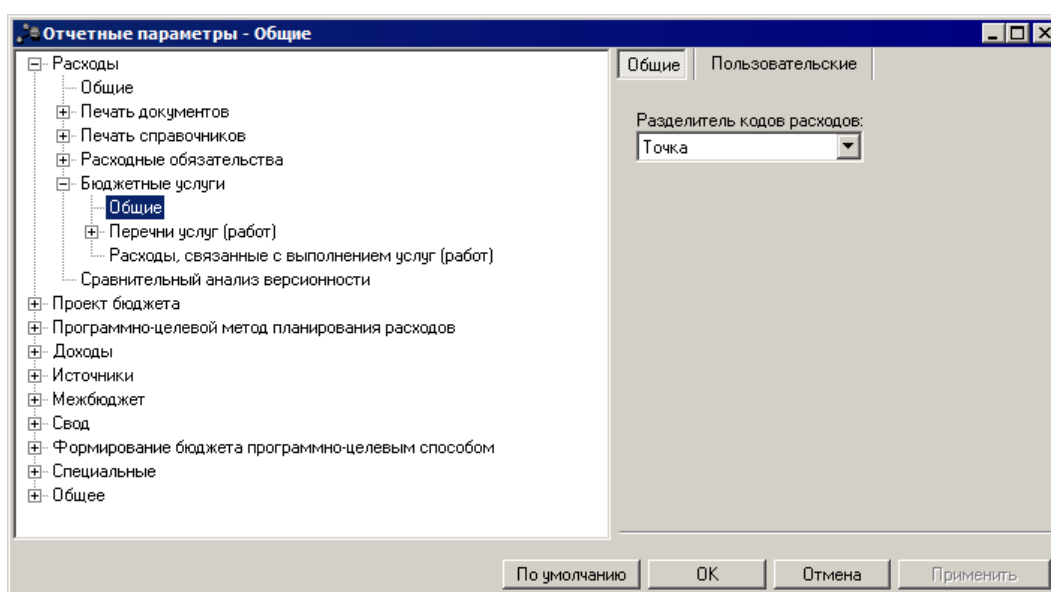 Отчетные параметры - Общие
Расходы
Общие
Печать документов
Печать справочников
Расходные обязательства
Бюджетные услуги
Общие
Перечни услуг (работ)
Расходы, связанные с выполнением услуг (работ)
Сравнительный анализ версионности
Проект бюджета
Программно-целевой метод планирования расходов
Доходы
Источники
Межбюджет
Свод
Формирование бюджета программно-целевым способом
Специальные
Общее
Общие Пользовательские
Разделитель кодов расходов:
Точка
По умолчанию OK Отмена Применить